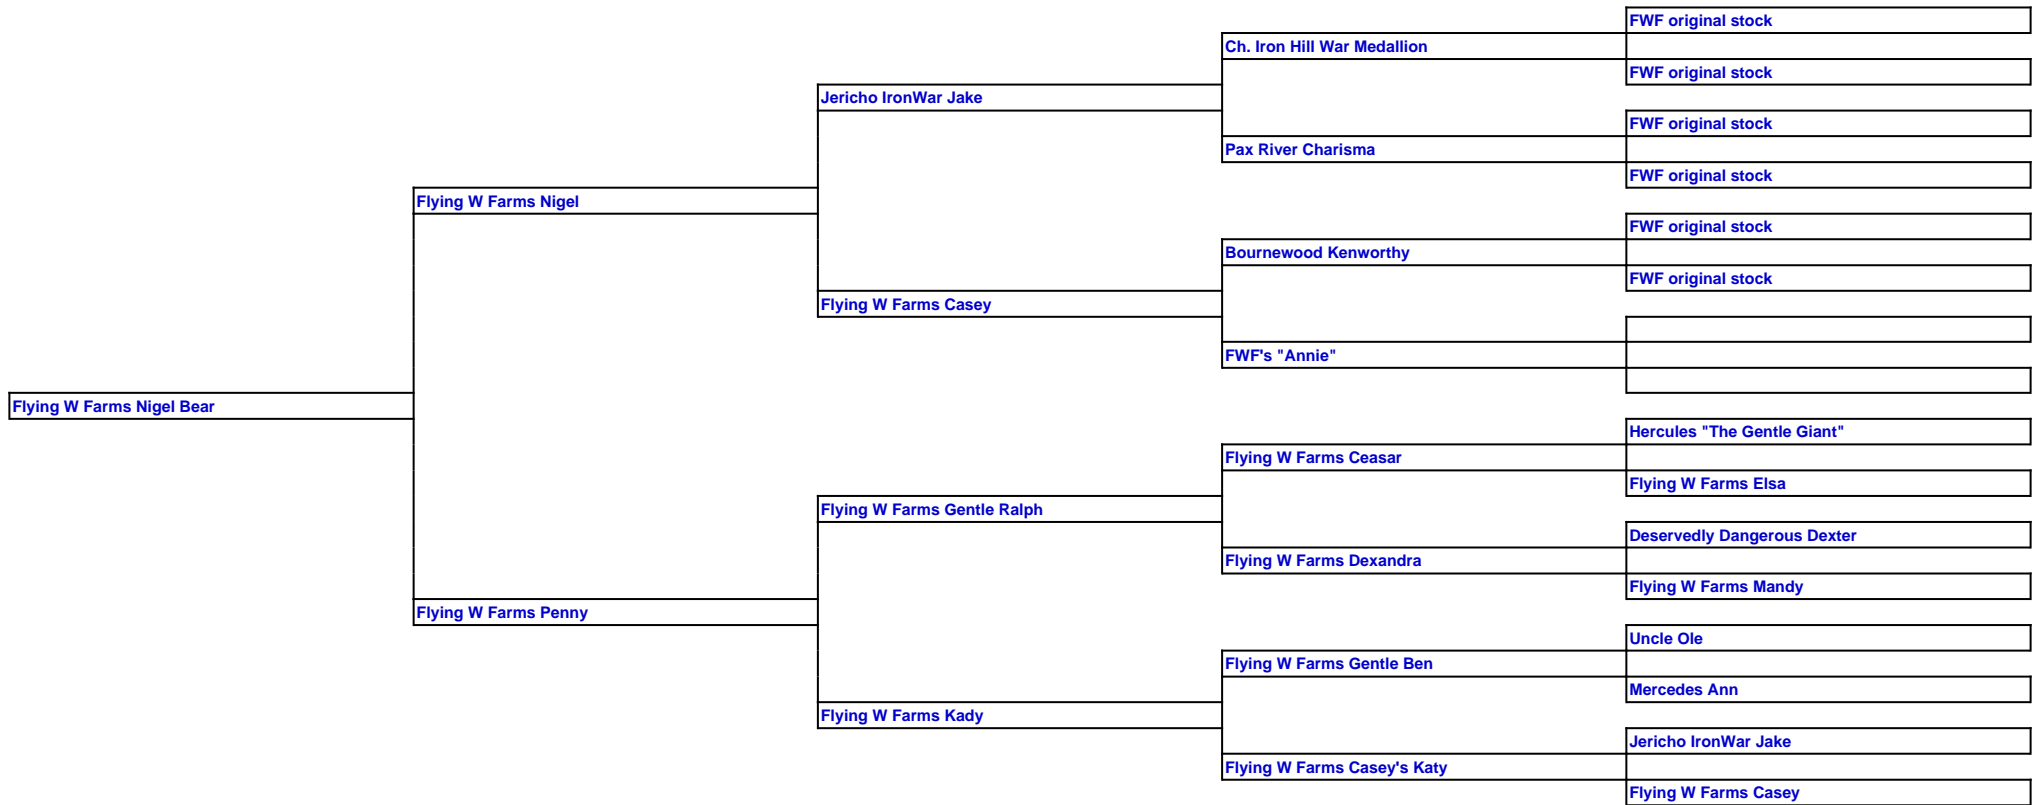 FWF original stock
Ch. Iron Hill War Medallion
FWF original stock
Jericho IronWar Jake
FWF original stock
Pax River Charisma
FWF original stock
Flying W Farms Nigel
FWF original stock
Bournewood Kenworthy
FWF original stock
Flying W Farms Casey
FWF's "Annie"
Flying W Farms Nigel Bear
Hercules "The Gentle Giant"
Flying W Farms Ceasar
Flying W Farms Elsa
Flying W Farms Gentle Ralph
Deservedly Dangerous Dexter
Flying W Farms Dexandra
Flying W Farms Mandy
Flying W Farms Penny
Uncle Ole
Flying W Farms Gentle Ben
Mercedes Ann
Flying W Farms Kady
Jericho IronWar Jake
Flying W Farms Casey's Katy
Flying W Farms Casey